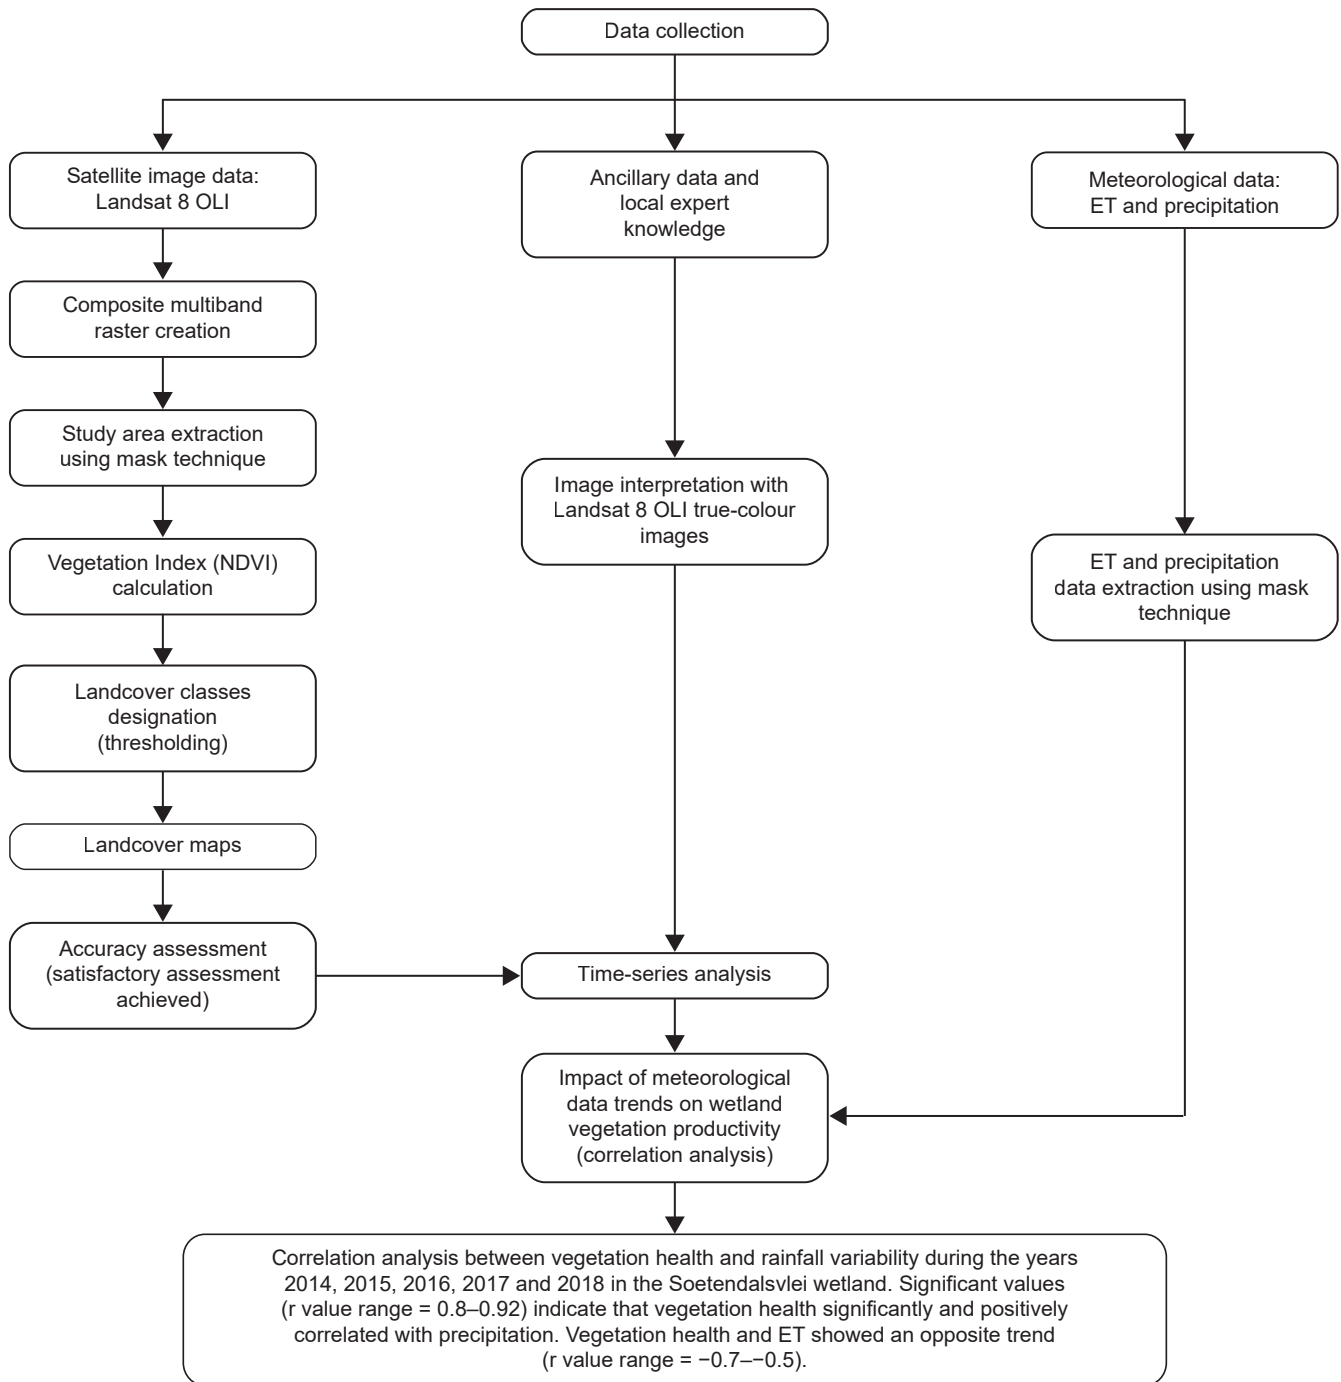 Data collection
Satellite image data:
Landsat 8 OLI
Ancillary data and
local expert
knowledge
Meteorological data:
ET and precipitation
Composite multiband
raster creation
Study area extraction
using mask technique
Image interpretation with
Landsat 8 OLI true-colour
images
Vegetation Index (NDVI)
calculation
ET and precipitation
data extraction using mask
technique
Landcover classes
designation
(thresholding)
Landcover maps
Accuracy assessment
(satisfactory assessment
achieved)
Time-series analysis
Impact of meteorological
data trends on wetland
vegetation productivity
(correlation analysis)
Correlation analysis between vegetation health and rainfall variability during the years
2014, 2015, 2016, 2017 and 2018 in the Soetendalsvlei wetland. Significant values
(r value range = 0.8–0.92) indicate that vegetation health significantly and positively
correlated with precipitation. Vegetation health and ET showed an opposite trend
(r value range = −0.7–−0.5).